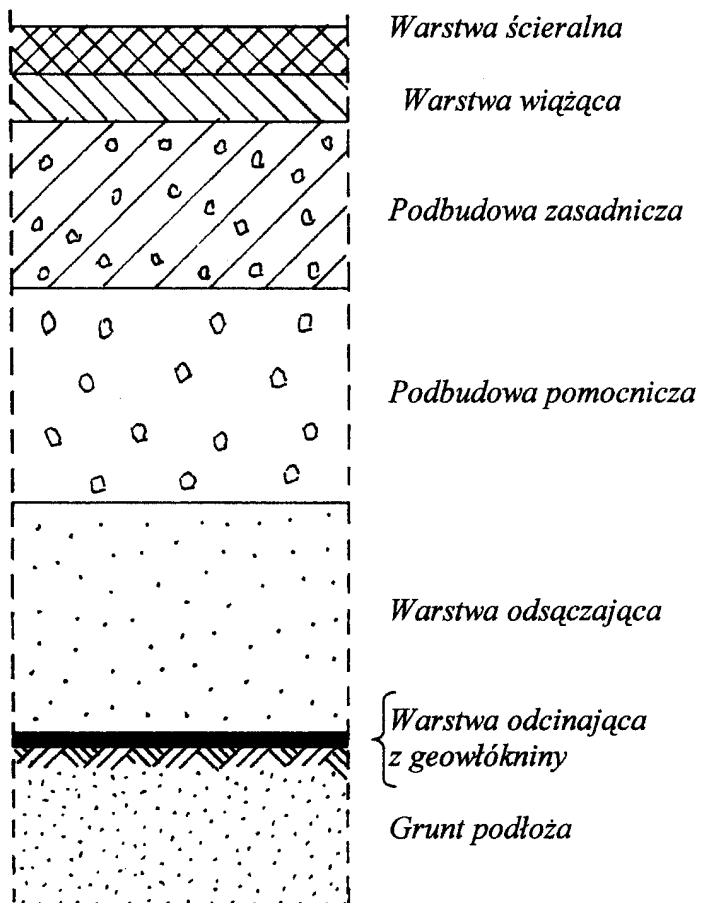 Warstwa ścieralna
Warstwa wiążąca
Podbudowa zasadnicza
Podbudowa pomocnicza
Warstwa odsączająca
Warstwa odcinająca
z geowłókniny
Grunt podłoża